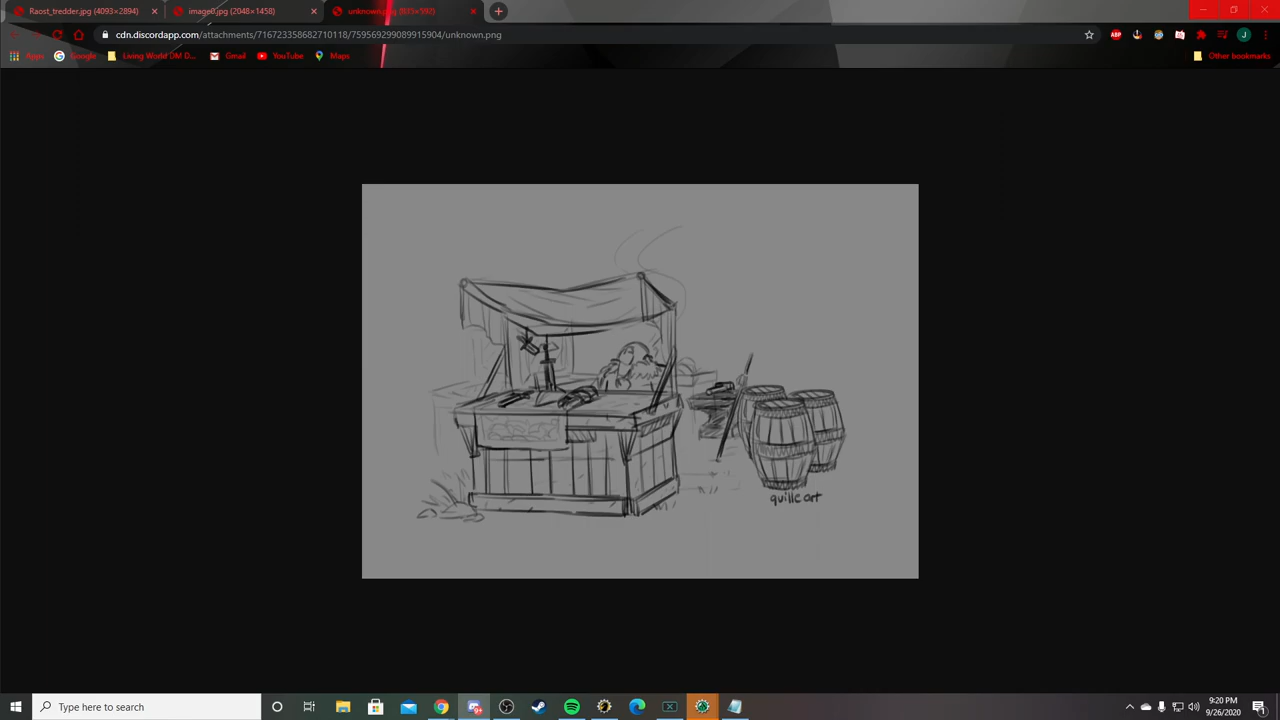 Raost_tredder.jpg (4093×2894)
image0.jpg (2048×1458)
unknown.png (833×592)
cdn.discordapp.com/attachments/716723358682710118/759569299089915904/unknown.png
Apps
Google
Living World DM D...
Gmail
YouTube
Maps
Other bookmarks
ABP
J
quille art
Type here to search
9:20 PM
9/26/2020